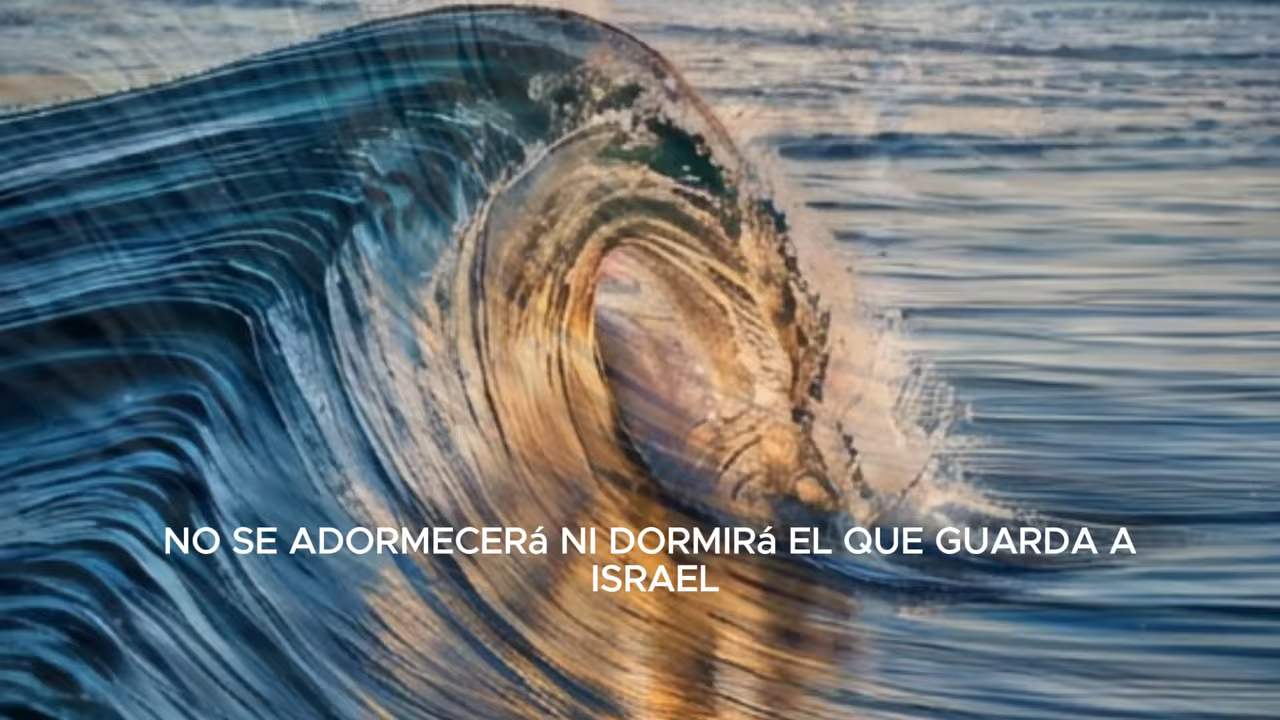 NO SE ADORMECERá NI DORMIRá EL QUE GUARDA A
ISRAEL